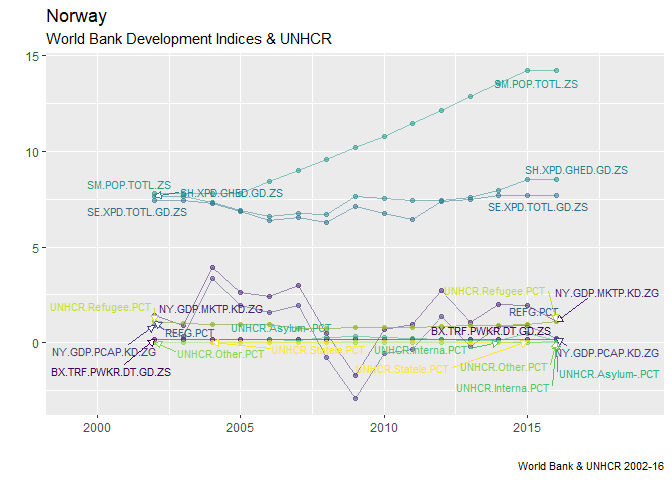 Norway
World Bank Development Indices & UNHCR
15
SM.POP.TOTL.ZS
SH.XPD.GHED.GD.ZS
SM.POP.TOTL.ZS
SH.XPD.GHED.GD.ZS
10
SE.XPD.TOTL.GD.ZS
SE.XPD.TOTL.GD.ZS
5
UNHCR.Refugee.PCT
NY.GDP.MKTP.KD.ZG
UNHCR.Refugee.PCT
NY.GDP.MKTP.KD.ZG
REFG.PCT
UNHCR.Asylum-.PCT
BX.TRF.PWKR.DT.GD.ZS
REFG.PCT
0
NY.GDP.PCAP.KD.ZG
UNHCR.Other.PCT
UNHCR.Statele.PCT
UNHCR.Interna.PCT
NY.GDP.PCAP.KD.ZG
BX.TRF.PWKR.DT.GD.ZS
UNHCR.Statele.PCT
UNHCR.Other.PCT
UNHCR.Asylum-.PCT
UNHCR.Interna.PCT
2000
2005
2010
2015
World Bank & UNHCR 2002-16